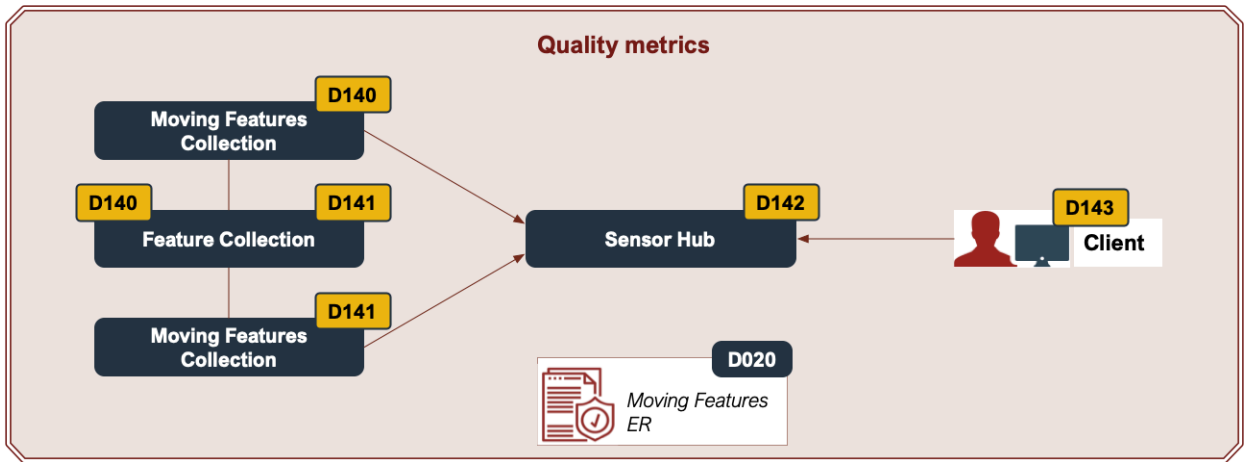 Quality metrics
D140
Moving Features
Collection
D140
D141
Feature Collection
D141
Moving Features
Collection
D142
Sensor Hub
D143
Client
D020
Moving Features
ER